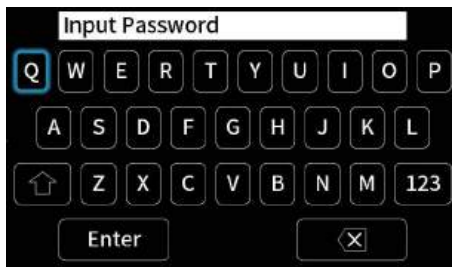 Input Password
Q W E R T Y U I O P
A S D F G H J K L
Z X C V B N M 123
Enter